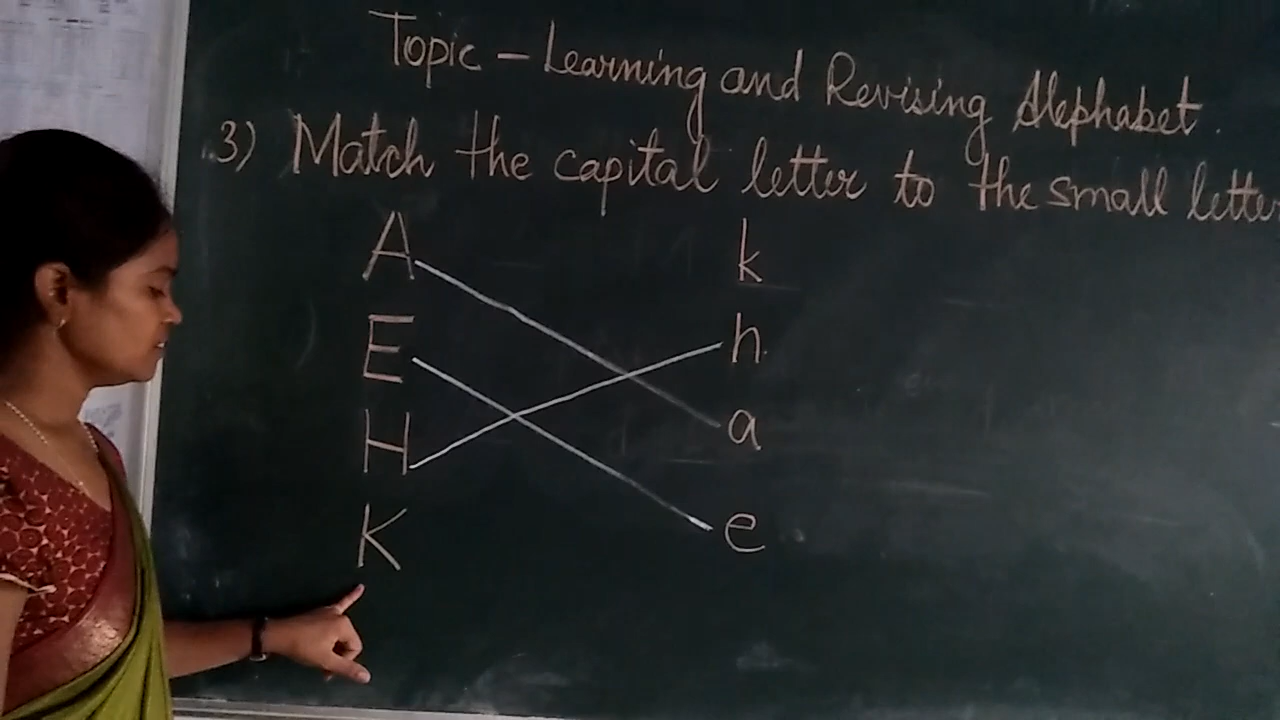 Topic - Learning and Revising Alephabet.
3) Match the capital letter to the small letter
A k
E h
H a
K e